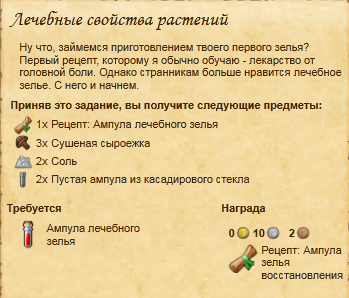 Лечебные свойства растений
Ну что, займемся приготовлением твоего первого зелья?
Первый рецепт, которому я обычно обучаю - лекарство от
головной боли. Однако странникам больше нравится лечебное
зелье. С него и начнем.
Приняв это задание, вы получите следующие предметы:
1x Рецепт: Ампула лечебного зелья
3x Сушеная сыроежка
2x Соль
2x Пустая ампула из касадирового стекла
Требуется
Ампула лечебного
зелья
Награда
0 10 2
Рецепт: Ампула
зелья
восстановления